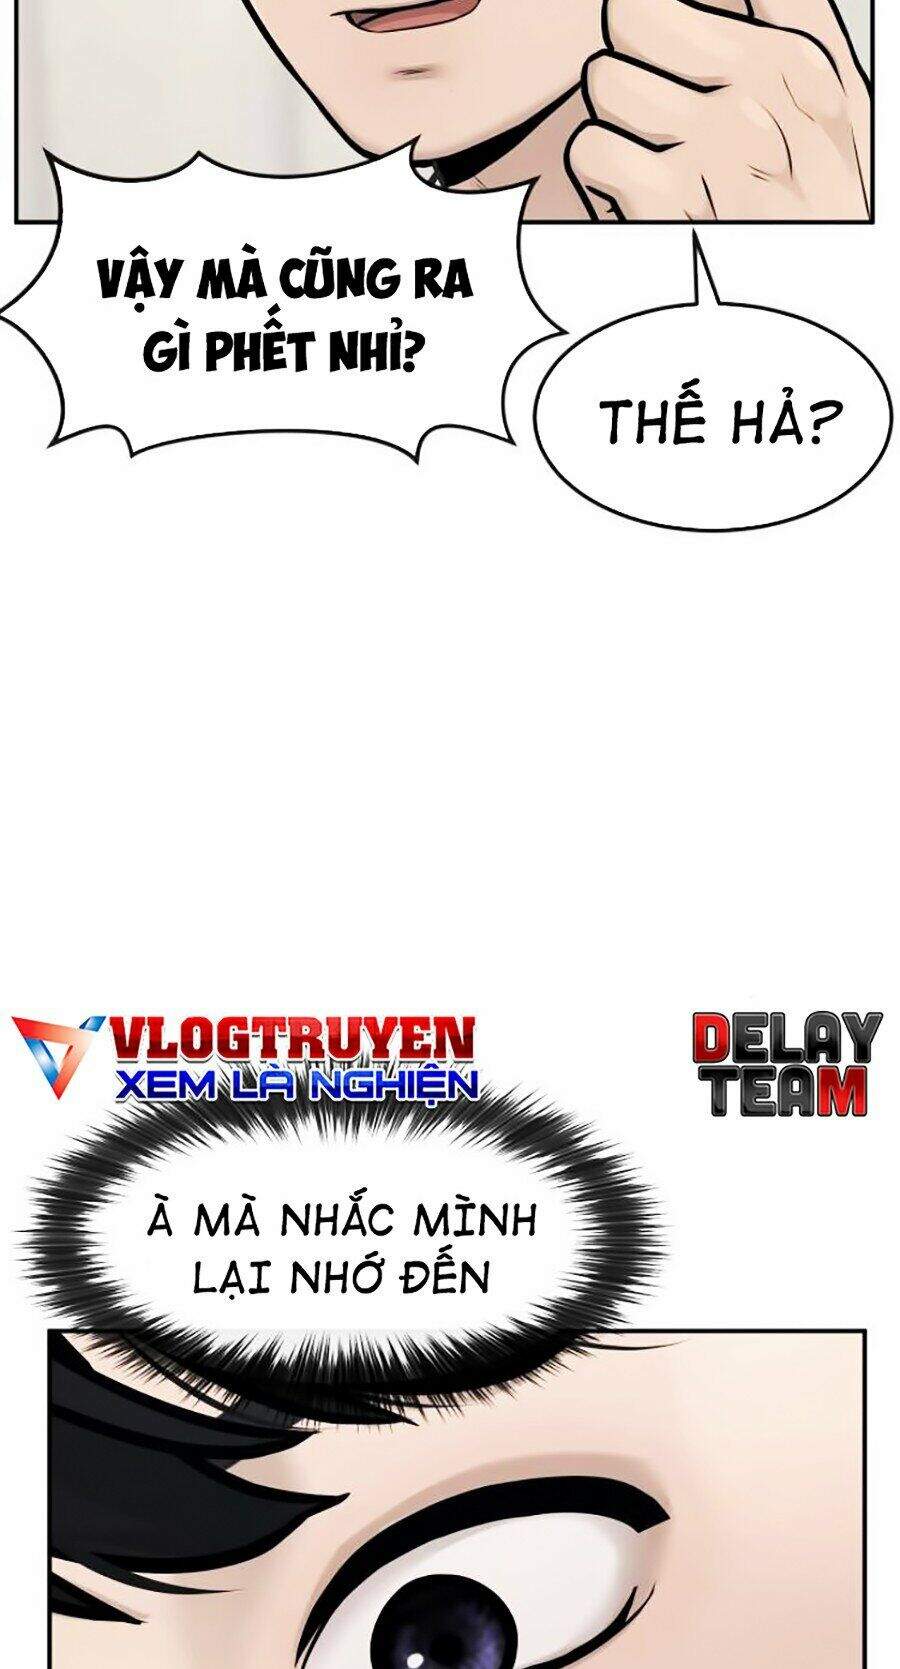 VẬY MÀ CŨNG RA
GÌ PHẾT NHỈ?
THẾ HẢ?
VLOGTRUYEN
XEM LÀ NGHIỆN
DELAY
TEAM
À MÀ NHẮC MÌNH
LẠI NHỚ ĐẾN